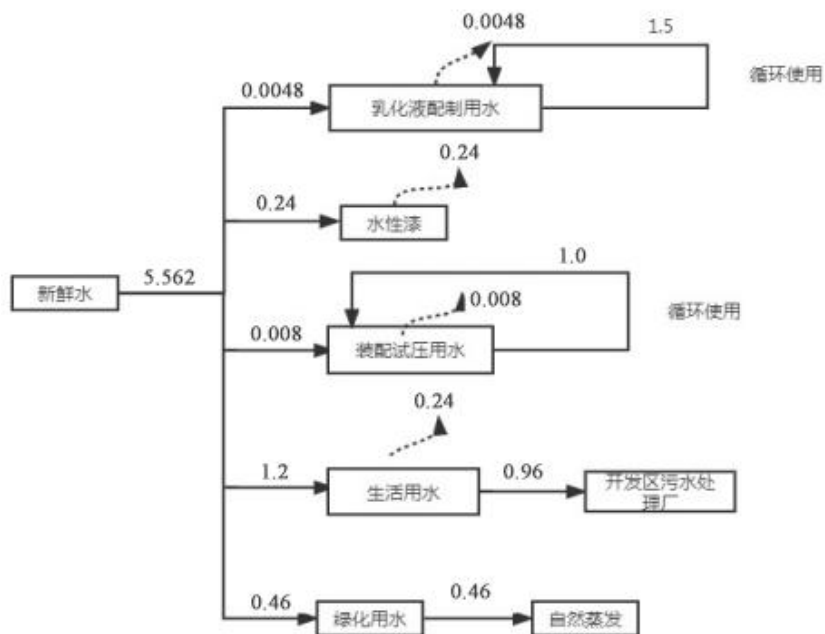 0.0048
1.5
循环使用
0.0048
乳化液配制用水
0.24
0.24
水性漆
新鲜水
5.562
1.0
0.008
循环使用
0.008
装配试压用水
0.24
1.2
生活用水
0.96
开发区污水处
理厂
0.46
绿化用水
0.46
自然蒸发